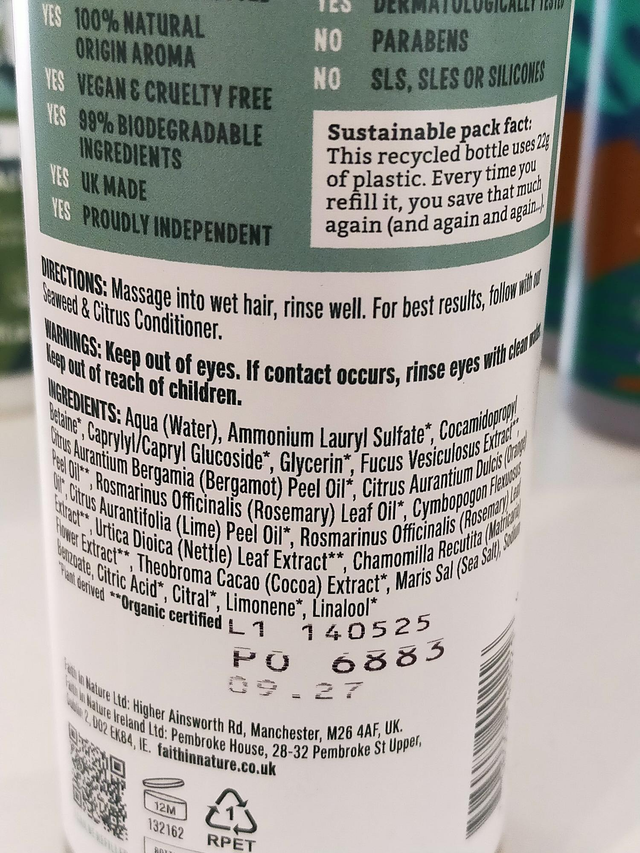 YES 100% NATURAL
ORIGIN AROMA
YES VEGAN & CRUELTY FREE
YES 99% BIODEGRADABLE
INGREDIENTS
YES UK MADE
YES PROUDLY INDEPENDENT
YES DERMATOLOGICALLY TESTED
NO PARABENS
NO SLS, SLES OR SILICONES
Sustainable pack fact:
This recycled bottle uses 22g
of plastic. Every time you
refill it, you save that much
again (and again and again...).
DIRECTIONS: Massage into wet hair, rinse well. For best results, follow with our
Seaweed & Citrus Conditioner.
WARNINGS: Keep out of eyes. If contact occurs, rinse eyes with clean water.
Keep out of reach of children.
INGREDIENTS: Aqua (Water), Ammonium Lauryl Sulfate*, Cocamidopropyl
Betaine*, Caprylyl/Capryl Glucoside*, Glycerin*, Fucus Vesiculosus Extract**,
Citrus Aurantium Bergamia (Bergamot) Peel Oil*, Citrus Aurantium Dulcis (Orange)
Peel Oil**, Rosmarinus Officinalis (Rosemary) Leaf Oil*, Cymbopogon Flexuosus
Oil*, Citrus Aurantifolia (Lime) Peel Oil*, Rosmarinus Officinalis (Rosemary) Leaf
Extract**, Urtica Dioica (Nettle) Leaf Extract**, Chamomilla Recutita (Matricaria)
Flower Extract**, Theobroma Cacao (Cocoa) Extract*, Maris Sal (Sea Salt),
Benzoate, Citric Acid*, Citral*, Limonene*, Linalool*
*Plant derived **Organic certified
L1 140525
PO 6883
09.27
Faith in Nature Ltd: Higher Ainsworth Rd, Manchester, M26 4AF, UK.
Faith in Nature Ireland Ltd: Pembroke House, 28-32 Pembroke St Upper,
Dublin 2, D02 EK84, IE. faithinnature.co.uk
12M
132162
1
RPET